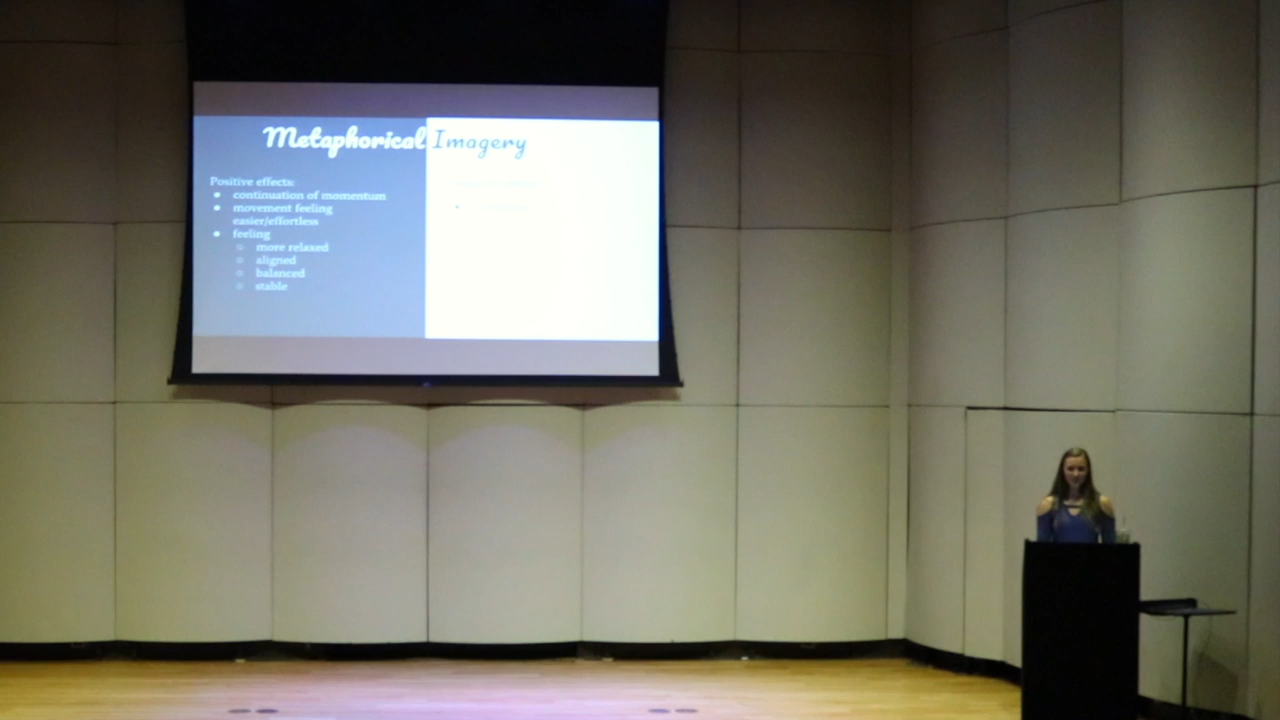 Metaphorical Imagery
Positive effects:
● continuation of momentum
● movement feeling
easier/effortless
● feeling
○ more relaxed
○ aligned
○ balanced
○ stable